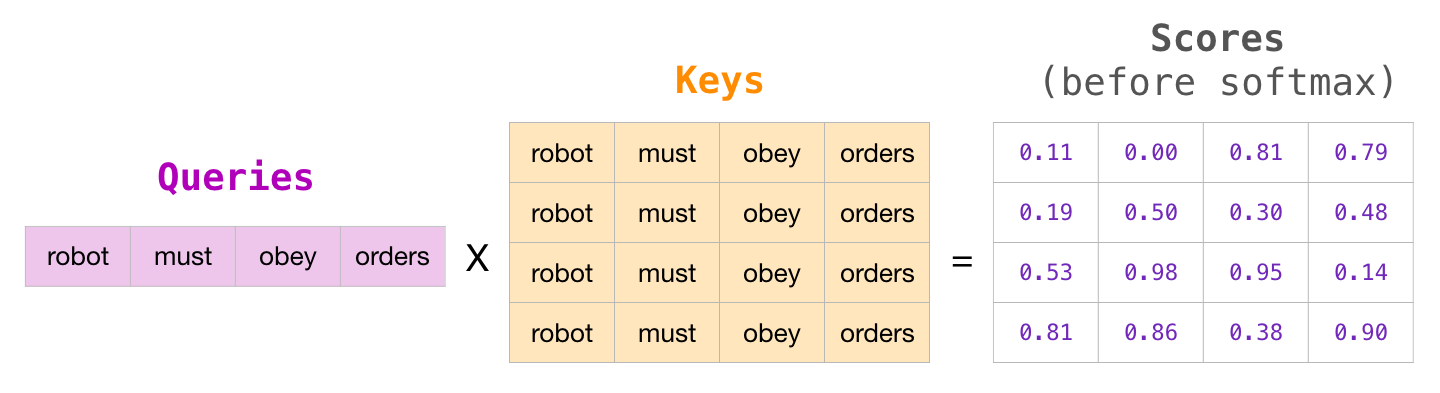 Scores
(before softmax)
Keys
Queries
robot must obey orders
X
robot must obey orders
robot must obey orders
robot must obey orders
robot must obey orders
=
0.11 0.00 0.81 0.79
0.19 0.50 0.30 0.48
0.53 0.98 0.95 0.14
0.81 0.86 0.38 0.90